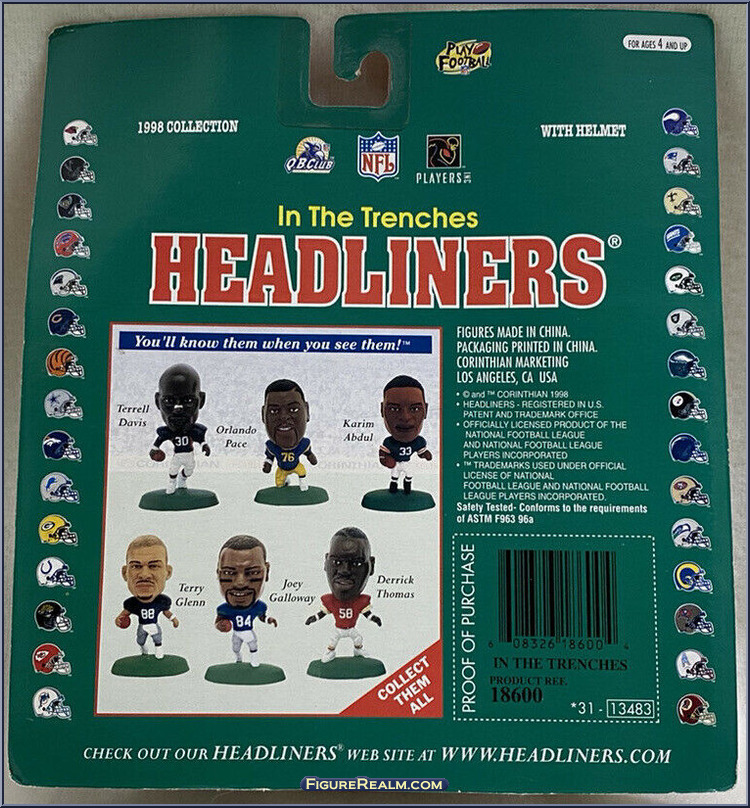 PLAY
FOOTBALL
FOR AGES 4 AND UP
1998 COLLECTION
WITH HELMET
QBCLUB
NFL
PLAYERS INC
In The Trenches
HEADLINERS®
You'll know them when you see them!™
Terrell
Davis
30
Orlando
Pace
76
Karim
Abdul
33
Terry
Glenn
88
Joey
Galloway
84
Derrick
Thomas
58
COLLECT
THEM
ALL
FIGURES MADE IN CHINA.
PACKAGING PRINTED IN CHINA.
CORINTHIAN MARKETING
LOS ANGELES, CA USA
• © and ™ CORINTHIAN 1998
• HEADLINERS - REGISTERED IN U.S.
PATENT AND TRADEMARK OFFICE
• OFFICIALLY LICENSED PRODUCT OF THE
NATIONAL FOOTBALL LEAGUE
AND NATIONAL FOOTBALL LEAGUE
PLAYERS INCORPORATED
• ™ TRADEMARKS USED UNDER OFFICIAL
LICENSE OF NATIONAL
FOOTBALL LEAGUE AND NATIONAL FOOTBALL
LEAGUE PLAYERS INCORPORATED.
Safety Tested- Conforms to the requirements
of ASTM F963 96a
PROOF OF PURCHASE
6 08326 18600 4
IN THE TRENCHES
PRODUCT REF.
18600
*31 - 13483
CHECK OUT OUR HEADLINERS® WEB SITE AT WWW.HEADLINERS.COM
FIGUREREALM.COM